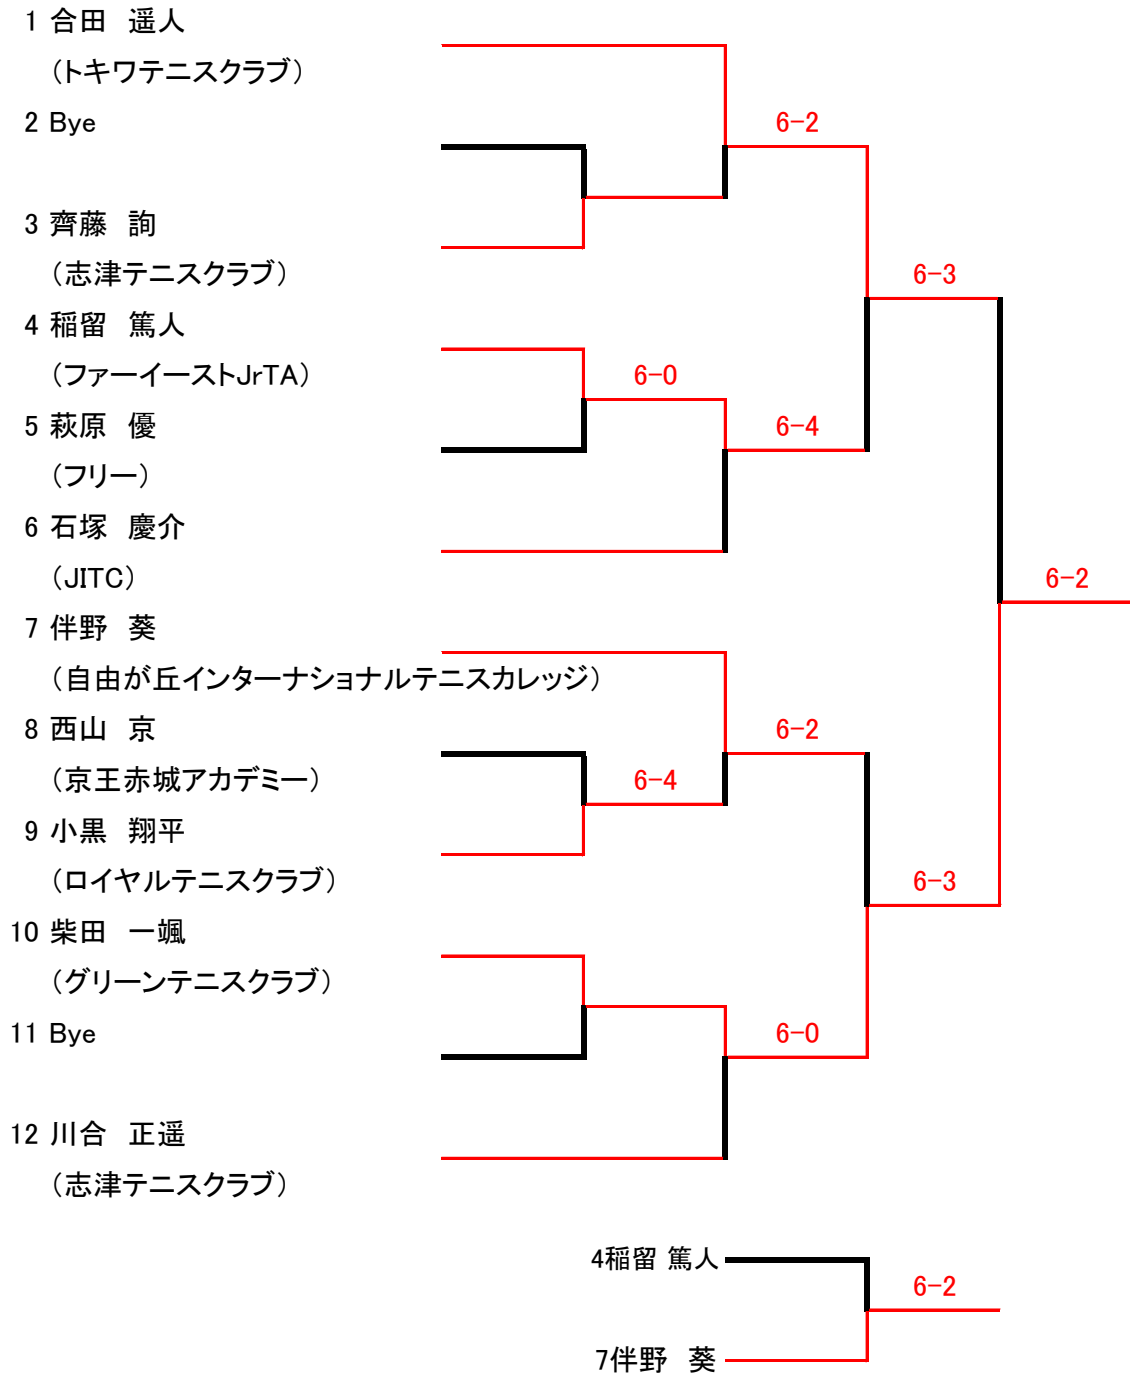 1 合田　遥人
（トキワテニスクラブ）
2 Bye
6-2
3 齊藤　詢
（志津テニスクラブ）
6-3
4 稲留　篤人
（ファーイーストJrTA）
6-0
5 萩原　優
6-4
（フリー）
6 石塚　慶介
（JITC）
6-2
7 伴野　葵
（自由が丘インターナショナルテニスカレッジ）
8 西山　京
6-2
（京王赤城アカデミー）
6-4
9 小黒　翔平
（ロイヤルテニスクラブ）
6-3
10 柴田　一颯
（グリーンテニスクラブ）
11 Bye
6-0
12 川合　正遥
（志津テニスクラブ）
4稲留 篤人
6-2
7伴野　葵